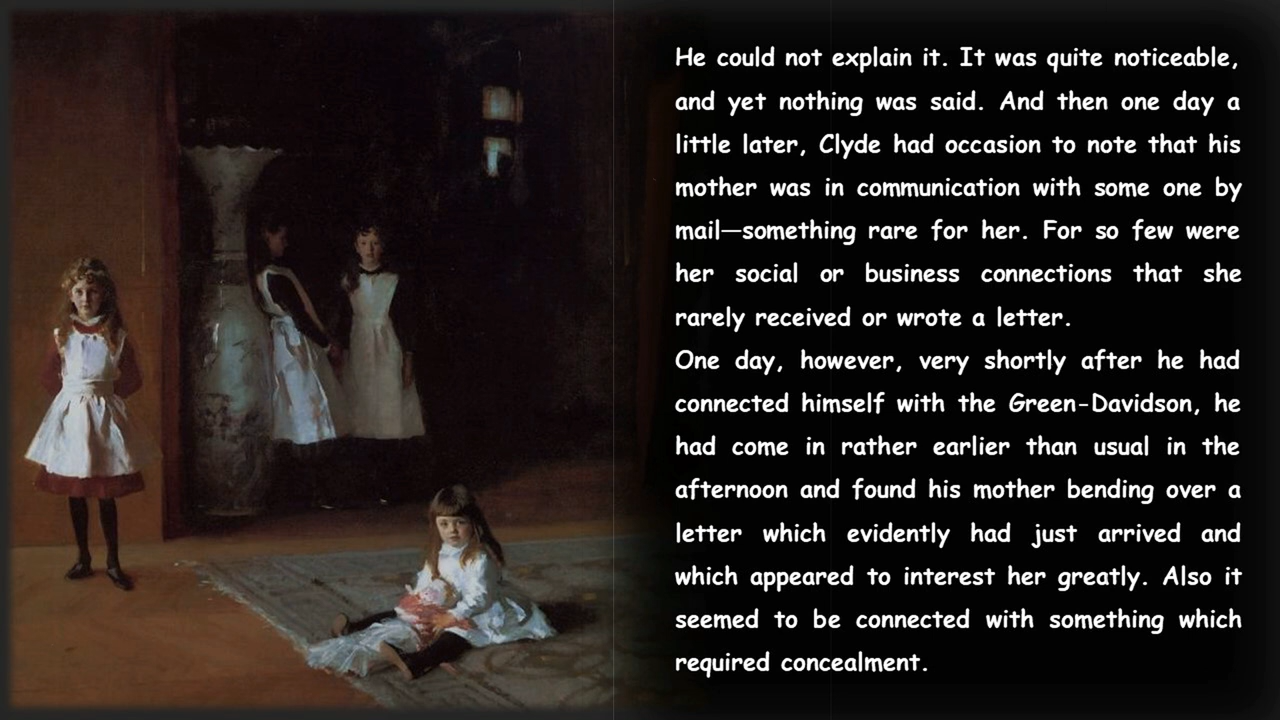 He could not explain it. It was quite noticeable,
and yet nothing was said. And then one day a
little later, Clyde had occasion to note that his
mother was in communication with some one by
mail—something rare for her. For so few were
her social or business connections that she
rarely received or wrote a letter.
One day, however, very shortly after he had
connected himself with the Green-Davidson, he
had come in rather earlier than usual in the
afternoon and found his mother bending over a
letter which evidently had just arrived and
which appeared to interest her greatly. Also it
seemed to be connected with something which
required concealment.